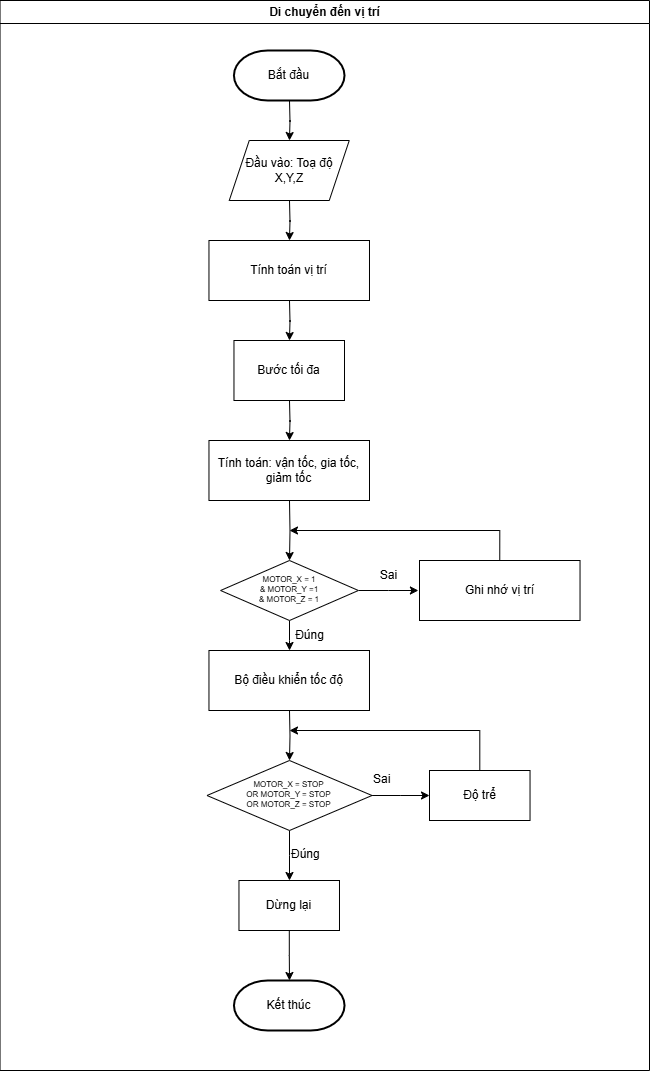 Di chuyển đến vị trí
Bắt đầu
Đầu vào: Toạ độ
X,Y,Z
Tính toán vị trí
Bước tối đa
Tính toán: vận tốc, gia tốc,
giảm tốc
MOTOR_X = 1
& MOTOR_Y =1
& MOTOR_Z = 1
Sai
Ghi nhớ vị trí
Đúng
Bộ điều khiển tốc độ
MOTOR_X = STOP
OR MOTOR_Y = STOP
OR MOTOR_Z = STOP
Sai
Độ trể
Đúng
Dừng lại
Kết thúc